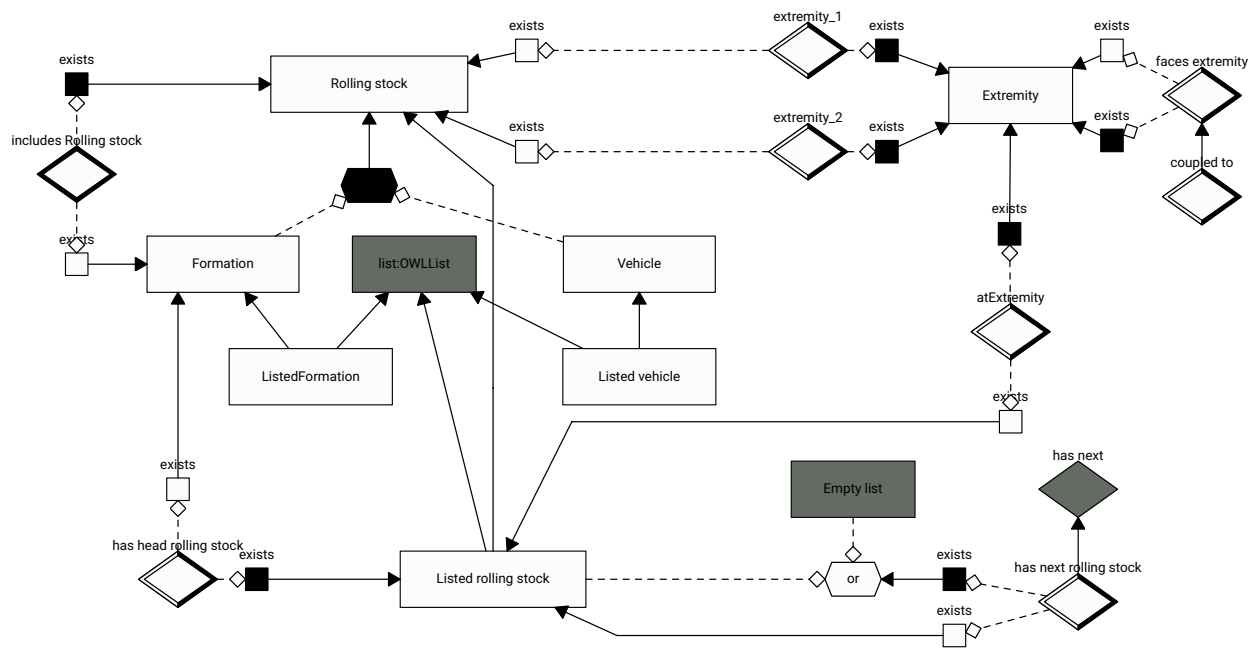 extremity_1
exists
exists
exists
exists
faces extremity
Rolling stock
Extremity
exists
extremity_2
exists
exists
includes Rolling stock
coupled to
exists
exists
Formation
list:OWLList
Vehicle
atExtremity
ListedFormation
Listed vehicle
exists
has next
exists
Empty list
has head rolling stock
exists
exists
has next rolling stock
Listed rolling stock
or
exists